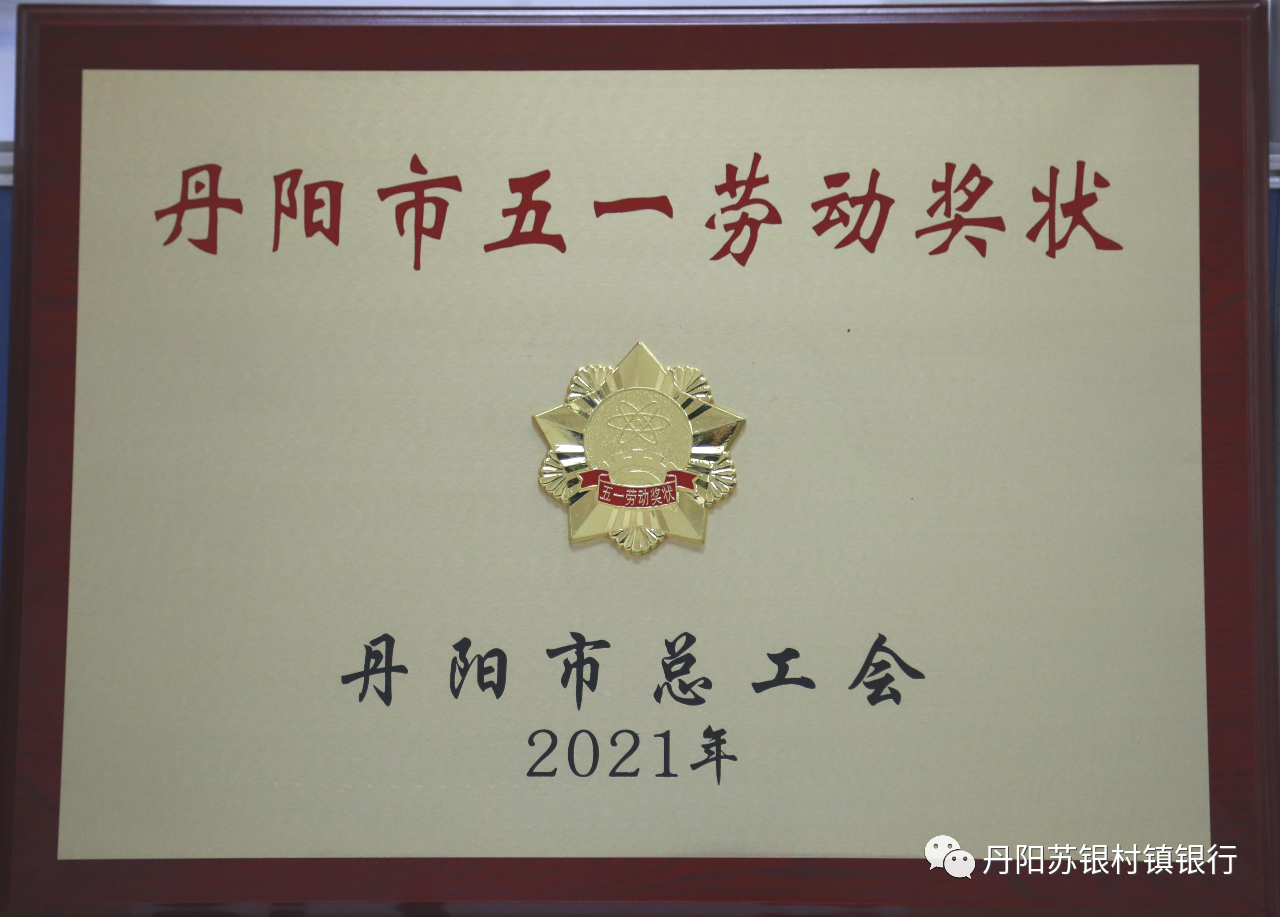 丹阳市五一劳动奖状
五一劳动奖状
丹阳市总工会
2021年
丹阳苏银村镇银行